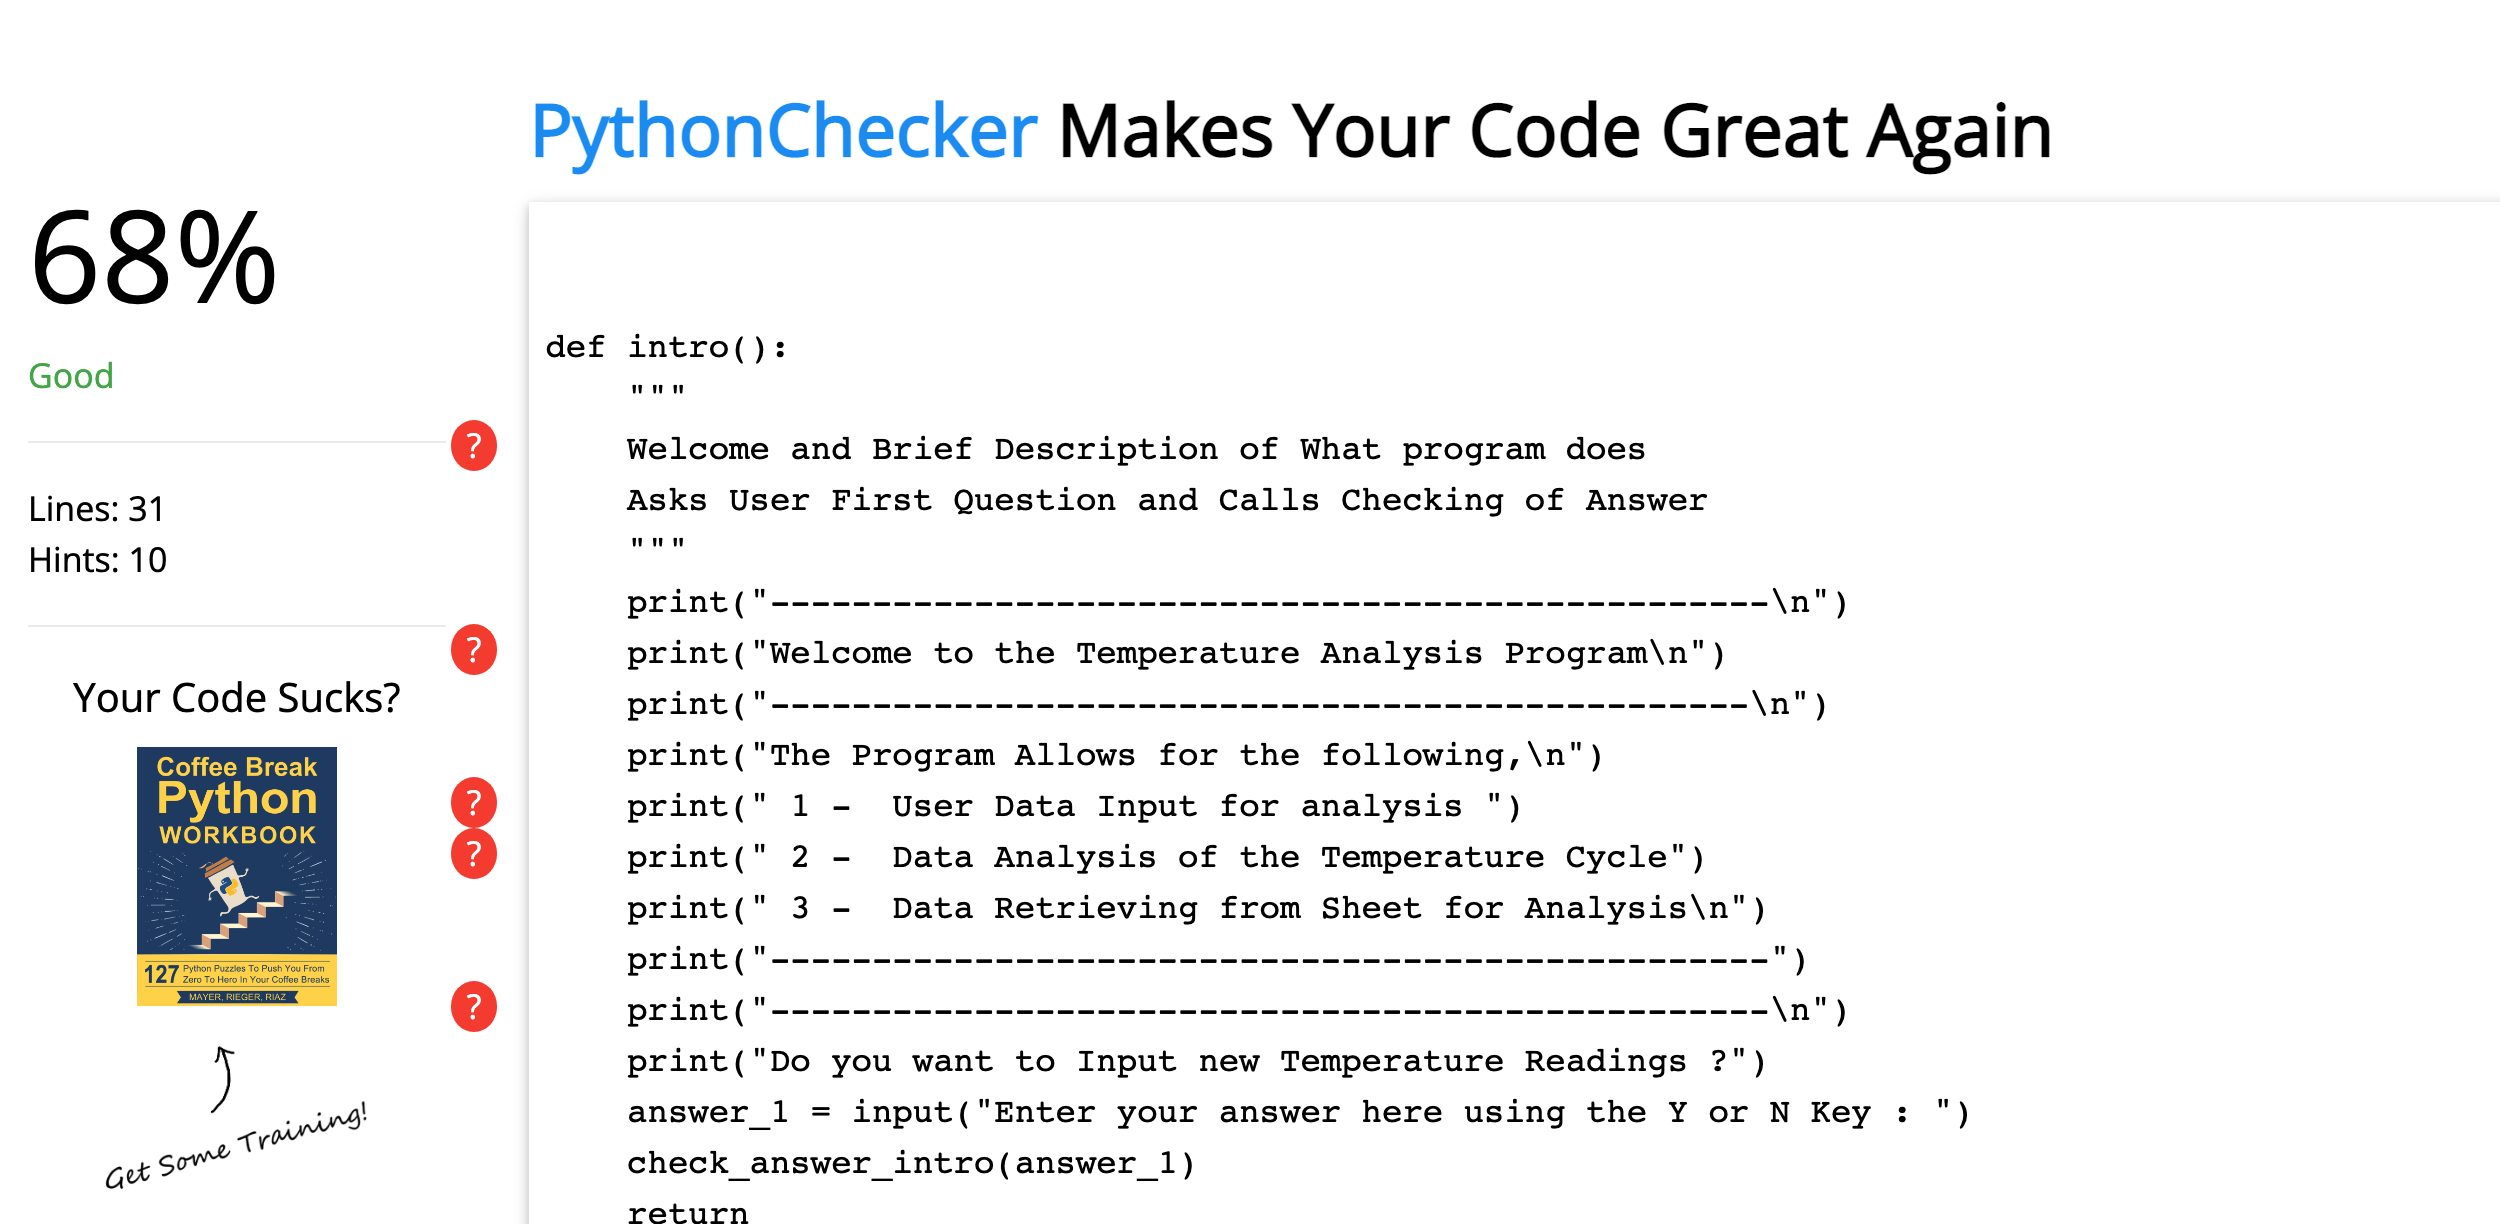 PythonChecker Makes Your Code Great Again
68%
Good
?
Lines: 31
Hints: 10
?
Your Code Sucks?
Coffee Break
Python
WORKBOOK
127 Python Puzzles To Push You From
Zero To Hero In Your Coffee Breaks
MAYER, RIEGER, RIAZ
?
?
?
Get Some Training!
def intro():
    """
    Welcome and Brief Description of What program does
    Asks User First Question and Calls Checking of Answer
    """
    print("-------------------------------------------------\n")
    print("Welcome to the Temperature Analysis Program\n")
    print("------------------------------------------------\n")
    print("The Program Allows for the following,\n")
    print(" 1 -  User Data Input for analysis ")
    print(" 2 -  Data Analysis of the Temperature Cycle")
    print(" 3 -  Data Retrieving from Sheet for Analysis\n")
    print("-------------------------------------------------")
    print("-------------------------------------------------\n")
    print("Do you want to Input new Temperature Readings ?")
    answer_1 = input("Enter your answer here using the Y or N Key : ")
    check_answer_intro(answer_1)
    return